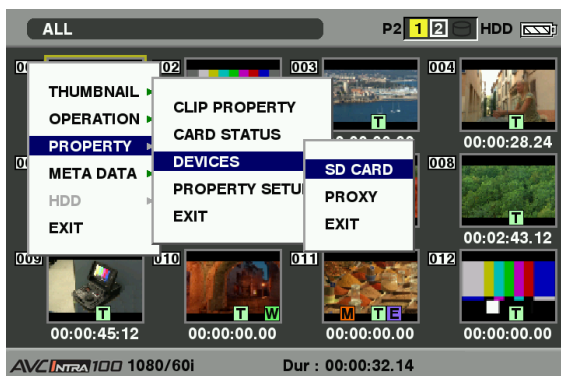 ALL P2 1 2 HDD
002 003 004
THUMBNAIL
OPERATION
PROPERTY
META DATA
HDD
EXIT
CLIP PROPERTY
CARD STATUS
DEVICES
PROPERTY SETU
EXIT
SD CARD
PROXY
EXIT
T T
00:00:28.24
008
T
00:02:43.12
009 010 011 012
T T W M T E T
00:00:45:12 00:00:00.00 00:00:00.00 00:00:00.00
AVC INTRA 100 1080/60i Dur : 00:00:32.14